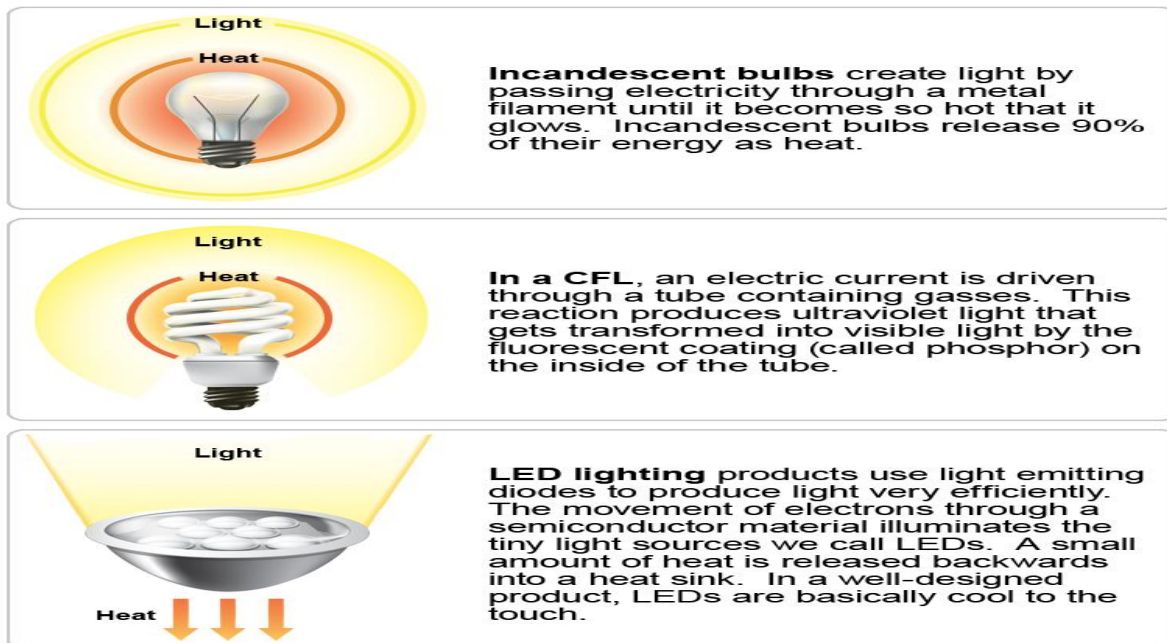 Light
Heat
Incandescent bulbs create light by
passing electricity through a metal
filament until it becomes so hot that it
glows.  Incandescent bulbs release 90%
of their energy as heat.
Light
Heat
In a CFL, an electric current is driven
through a tube containing gasses.  This
reaction produces ultraviolet light that
gets transformed into visible light by the
fluorescent coating (called phosphor) on
the inside of the tube.
Light
LED lighting products use light emitting
diodes to produce light very efficiently.
The movement of electrons through a
semiconductor material illuminates the
tiny light sources we call LEDs.  A small
amount of heat is released backwards
into a heat sink.  In a well-designed
product, LEDs are basically cool to the
touch.
Heat